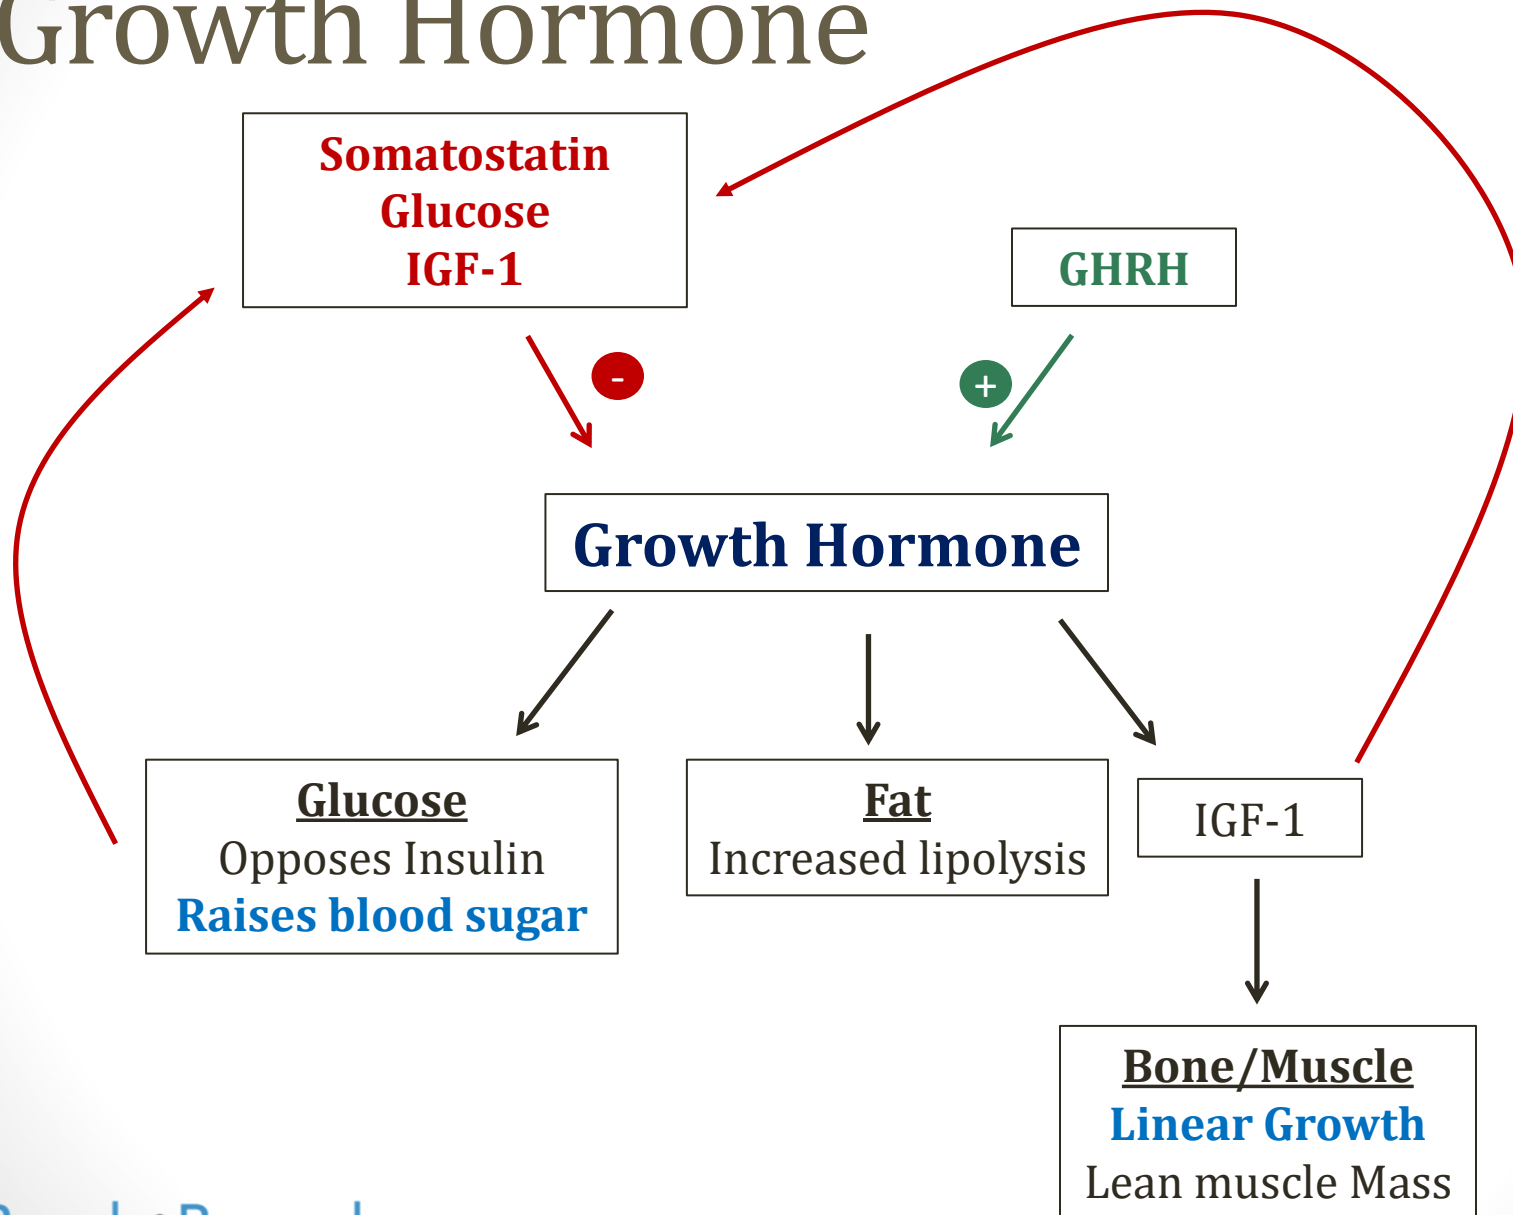 Growth Hormone
Somatostatin
Glucose
IGF-1
GHRH
-
+
Growth Hormone
Glucose
Opposes Insulin
Raises blood sugar
Fat
Increased lipolysis
IGF-1
Bone/Muscle
Linear Growth
Lean muscle Mass